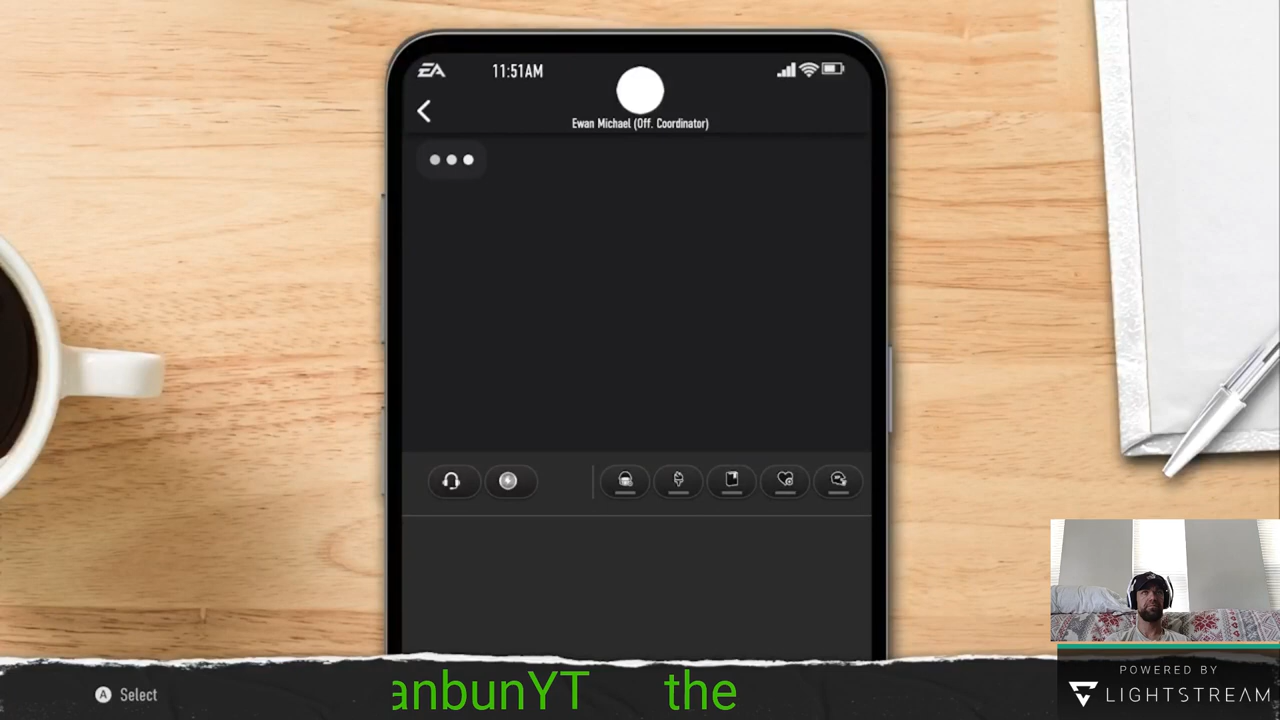 EA
11:51AM
Ewan Michael (Off. Coordinator)
A Select
anbunYT the
POWERED BY
LIGHTSTREAM